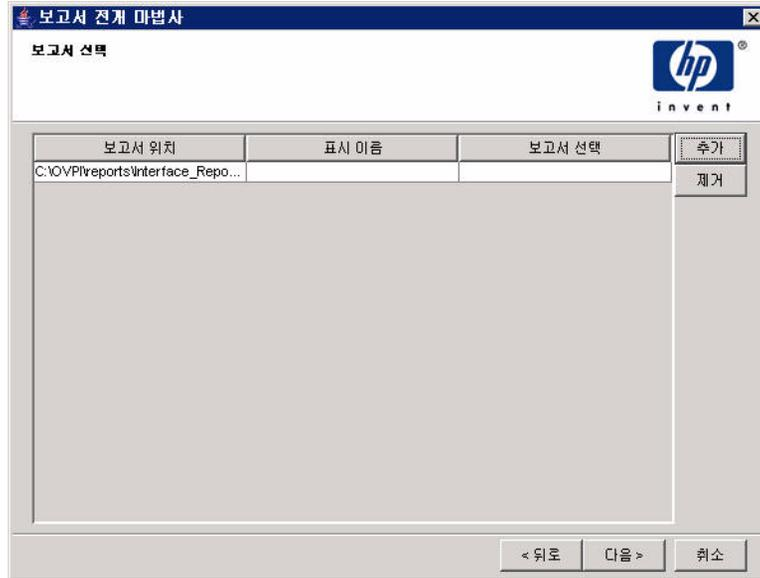 보고서 전개 마법사
보고서 선택
hp
®
invent
보고서 위치 표시 이름 보고서 선택 추가
C:\OVPI\reports\Interface_Repo...
제거
< 뒤로 다음 > 취소